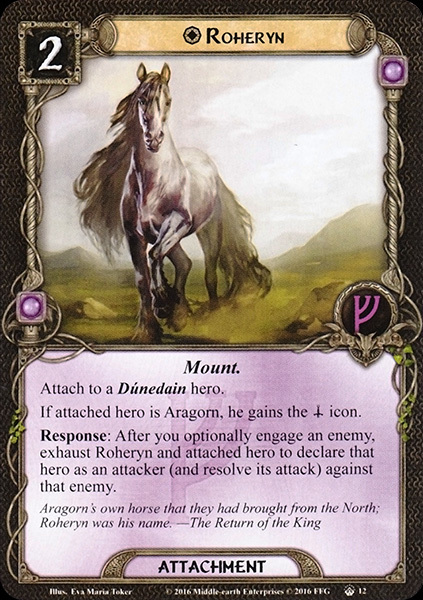 2
ROHERYN
Mount.
Attach to a Dúnedain hero.
If attached hero is Aragorn, he gains the icon.
Response: After you optionally engage an enemy,
exhaust Roheryn and attached hero to declare that
hero as an attacker (and resolve its attack) against
that enemy.
Aragorn's own horse that they had brought from the North;
Roheryn was his name. —The Return of the King
ATTACHMENT
Illus. Eva Maria Toker © 2016 Middle-earth Enterprises © 2016 FFG 12